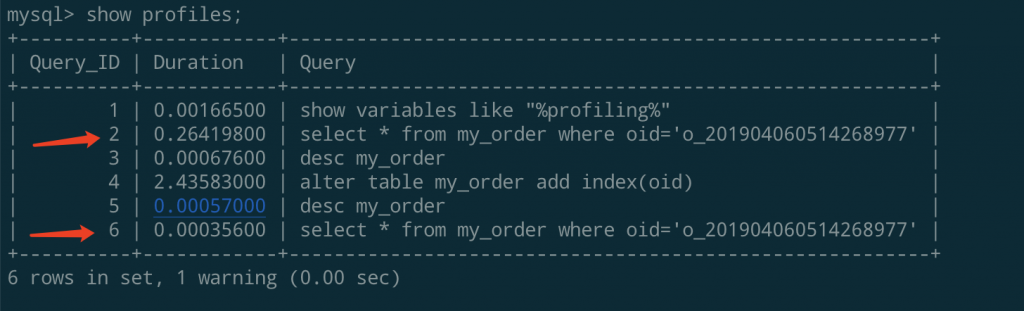 mysql> show profiles;
+----------+------------+------------------------------------------------------+
| Query_ID | Duration | Query |
+----------+------------+------------------------------------------------------+
| 1 | 0.00166500 | show variables like "%profiling%" |
| 2 | 0.26419800 | select * from my_order where oid='o_201904060514268977' |
| 3 | 0.00067600 | desc my_order |
| 4 | 2.43583000 | alter table my_order add index(oid) |
| 5 | 0.00057000 | desc my_order |
| 6 | 0.00035600 | select * from my_order where oid='o_201904060514268977' |
+----------+------------+------------------------------------------------------+
6 rows in set, 1 warning (0.00 sec)